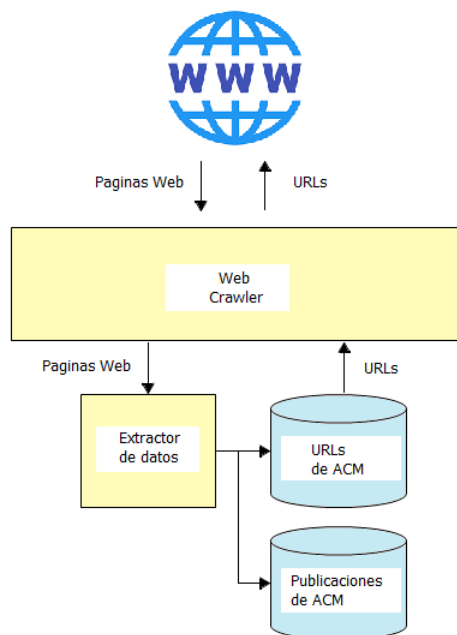 WWW
Paginas Web
URLs
Web
Crawler
Paginas Web
URLs
Extractor
de datos
URLs
de ACM
Publicaciones
de ACM